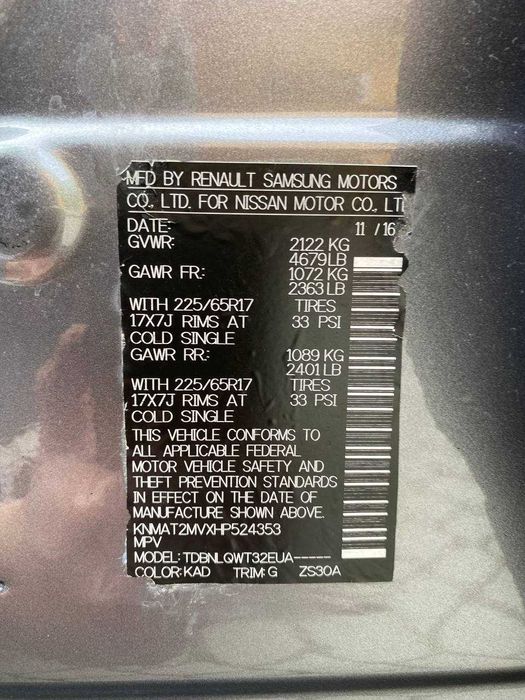 MFD BY RENAULT SAMSUNG MOTORS
CO., LTD. FOR NISSAN MOTOR CO., LT
DATE: 11 / 16
GVWR: 2122 KG
4679 LB
GAWR FR: 1072 KG
2363 LB
WITH 225/65R17 TIRES
17X7J RIMS AT 33 PSI
COLD SINGLE
GAWR RR: 1089 KG
2401 LB
WITH 225/65R17 TIRES
17X7J RIMS AT 33 PSI
COLD SINGLE
THIS VEHICLE CONFORMS TO
ALL APPLICABLE FEDERAL
MOTOR VEHICLE SAFETY AND
THEFT PREVENTION STANDARDS
IN EFFECT ON THE DATE OF
MANUFACTURE SHOWN ABOVE.
KNMAT2MVXHP524353
MPV
MODEL: TDBNLQWT32EUA-----
COLOR: KAD TRIM: G ZS30A